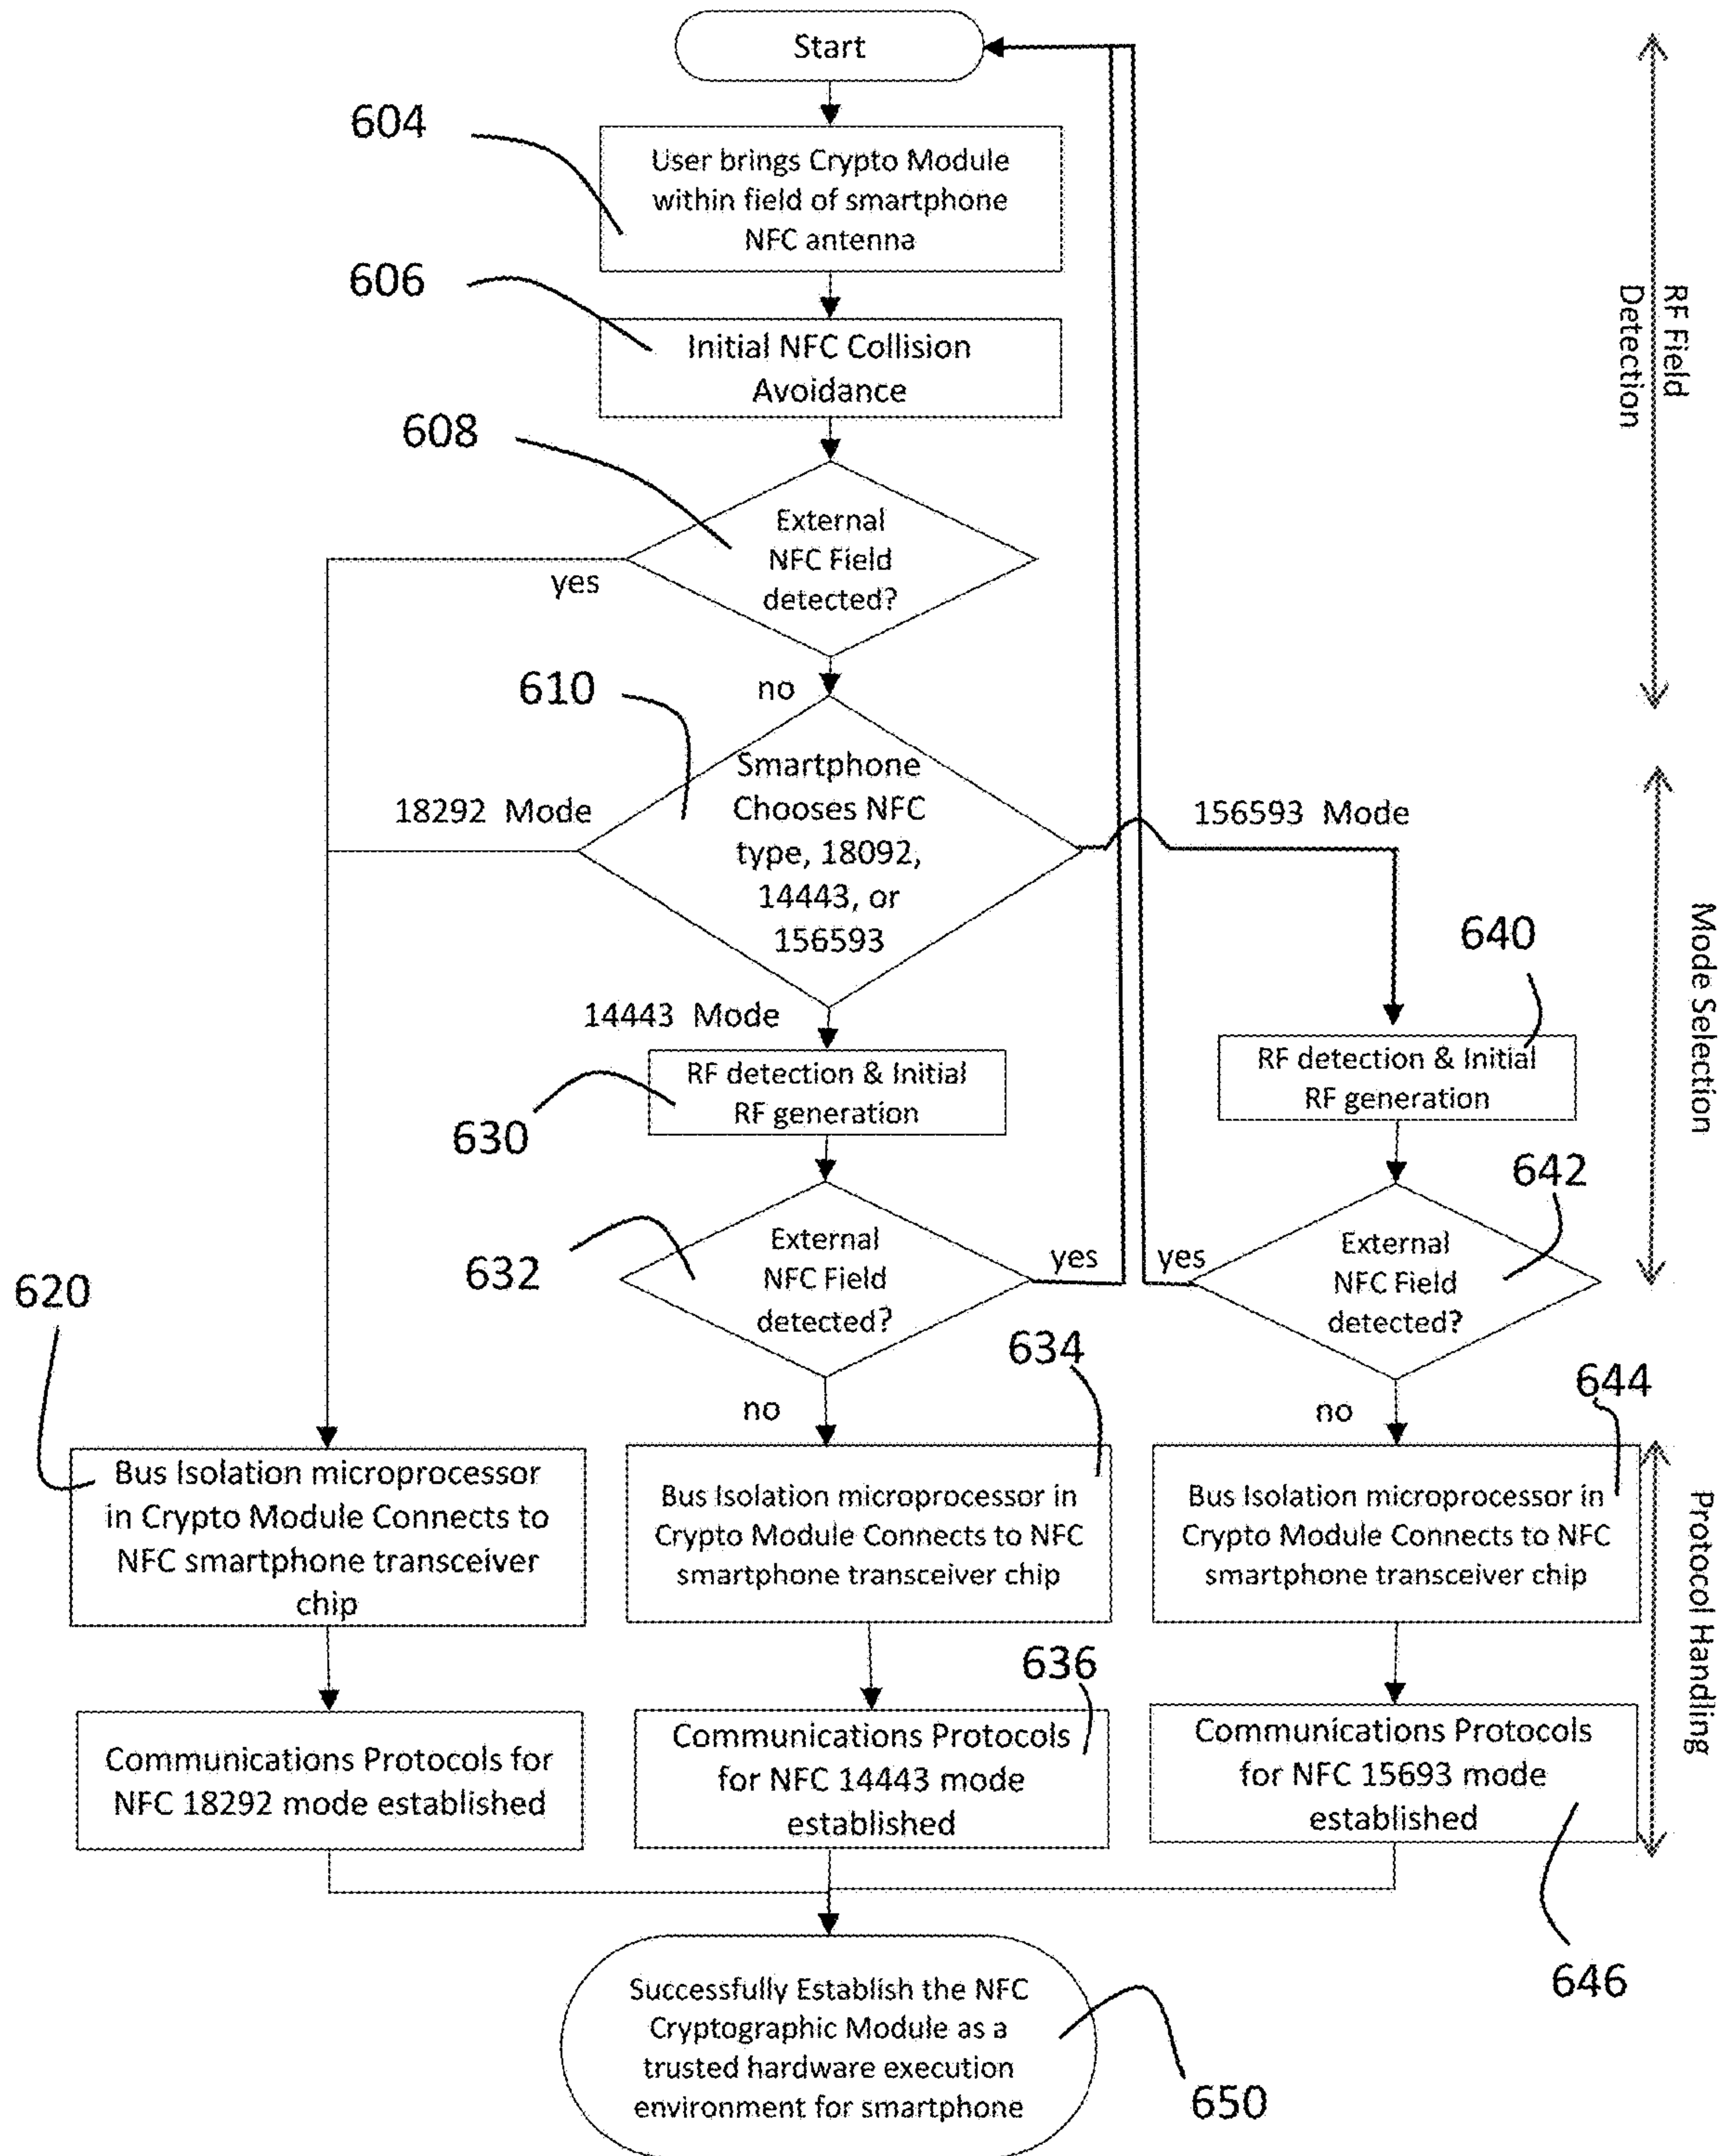 Start
604
User brings Crypto Module
within field of smartphone
NFC antenna
606
Initial NFC Collision
Avoidance
RF Field
Detection
608
External
NFC Field
detected?
yes
no
610
Smartphone
Chooses NFC
type, 18092,
14443, or
156593
18292 Mode
156593 Mode
Mode Selection
14443 Mode
640
RF detection & Initial
RF generation
630
RF detection & Initial
RF generation
642
632
External
NFC Field
detected?
yes
yes
External
NFC Field
detected?
620
634
644
no
no
Bus Isolation microprocessor
in Crypto Module Connects to
NFC smartphone transceiver
chip
Bus Isolation microprocessor in
Crypto Module Connects to NFC
smartphone transceiver chip
Bus Isolation microprocessor in
Crypto Module Connects to NFC
smartphone transceiver chip
Protocol Handling
636
Communications Protocols for
NFC 18292 mode established
Communications Protocols
for NFC 14443 mode
established
Communications Protocols
for NFC 15693 mode
established
646
Successfully Establish the NFC
Cryptographic Module as a
trusted hardware execution
environment for smartphone
650